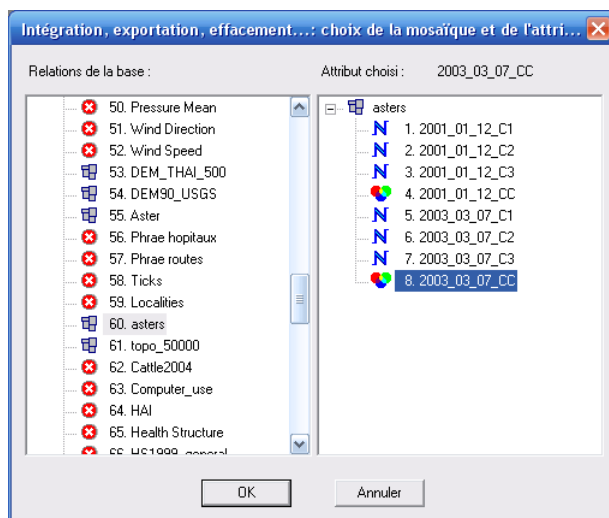 Intégration, exportation, effacement...: choix de la mosaïque et de l'attri...
Relations de la base :
Attribut choisi : 2003_03_07_CC
50. Pressure Mean
51. Wind Direction
52. Wind Speed
53. DEM_THAI_500
54. DEM90_USGS
55. Aster
56. Phrae hopitaux
57. Phrae routes
58. Ticks
59. Localities
60. asters
61. topo_50000
62. Cattle2004
63. Computer_use
64. HAI
65. Health Structure
66. HS1999_general
asters
1. 2001_01_12_C1
2. 2001_01_12_C2
3. 2001_01_12_C3
4. 2001_01_12_CC
5. 2003_03_07_C1
6. 2003_03_07_C2
7. 2003_03_07_C3
8. 2003_03_07_CC
OK
Annuler